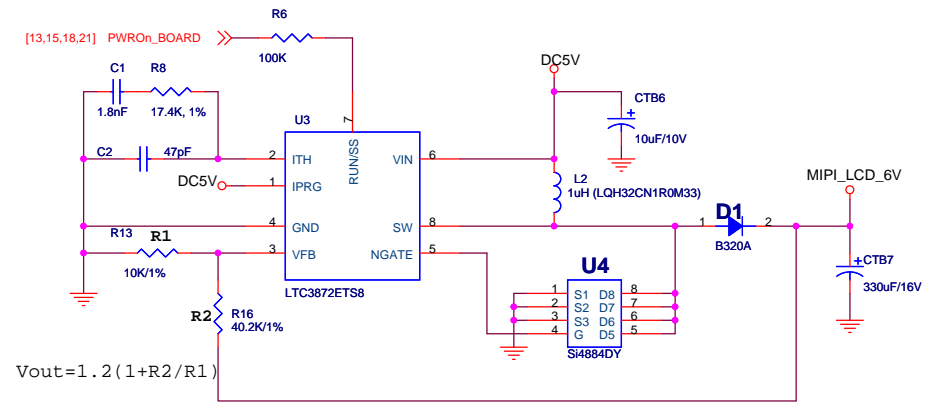 R6
[13,15,18,21] PWROn_BOARD
100K
DC5V
C1
R8
1.8nF
17.4K, 1%
CTB6
10uF/10V
U3
7
RUN/SS
C2
47pF
2
ITH
VIN
6
DC5V
1
IPRG
L2
1uH (LQH32CN1R0M33)
MIPI_LCD_6V
4
GND
SW
8
1
D1
2
B320A
R13
R1
3
VFB
NGATE
5
10K/1%
LTC3872ETS8
CTB7
330uF/16V
U4
1
S1
D8
8
2
S2
D7
7
3
S3
D6
6
4
G
D5
5
Si4884DY
R2
R16
40.2K/1%
Vout=1.2(1+R2/R1)